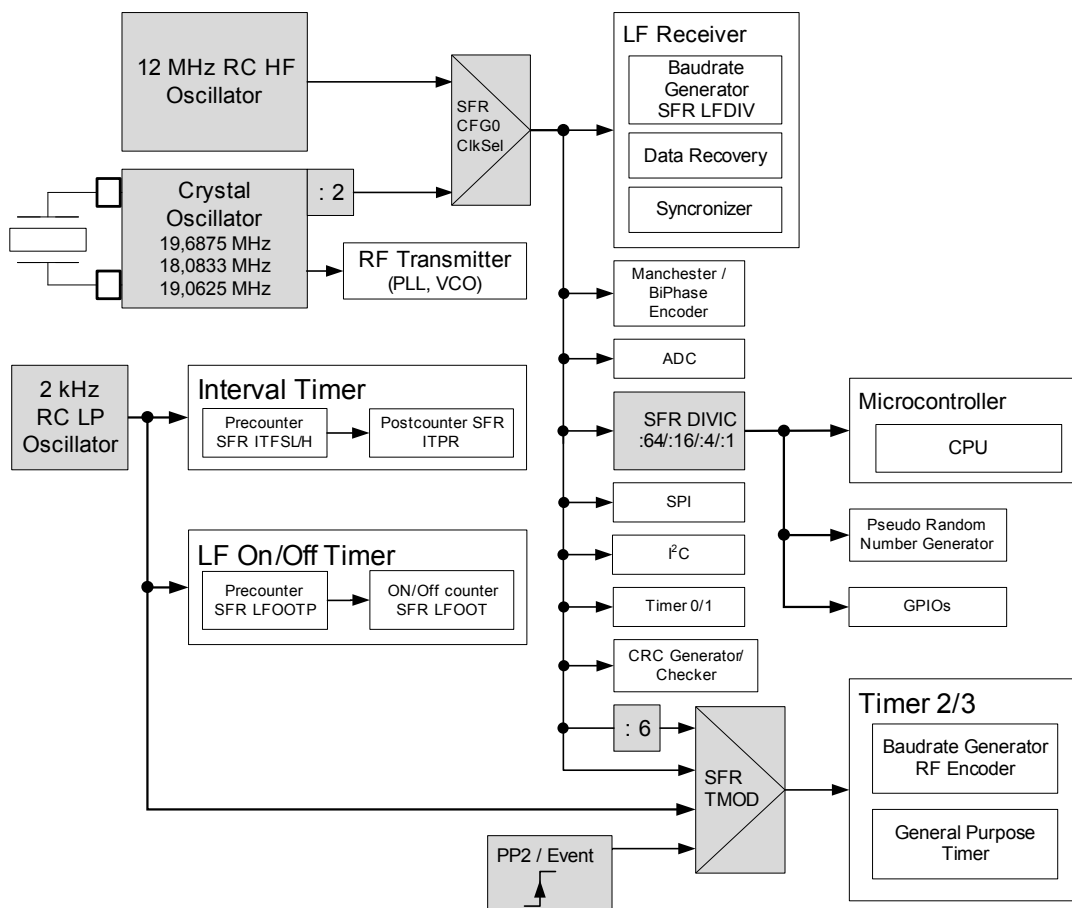 12 MHz RC HF
Oscillator
SFR
CFG0
ClkSel
LF Receiver
Baudrate
Generator
SFR LFDIV
Data Recovery
Syncronizer
Crystal
Oscillator
19,6875 MHz
18,0833 MHz
19,0625 MHz
: 2
RF Transmitter
(PLL, VCO)
Manchester /
BiPhase
Encoder
ADC
2 kHz
RC LP
Oscillator
Interval Timer
Precounter
SFR ITFSL/H
Postcounter SFR
ITPR
SFR DIVIC
:64/:16/:4/:1
Microcontroller
CPU
SPI
Pseudo Random
Number Generator
LF On/Off Timer
Precounter
SFR LFOOTP
ON/Off counter
SFR LFOOT
I²C
Timer 0/1
GPIOs
CRC Generator/
Checker
: 6
SFR
TMOD
Timer 2/3
Baudrate Generator
RF Encoder
General Purpose
Timer
PP2 / Event